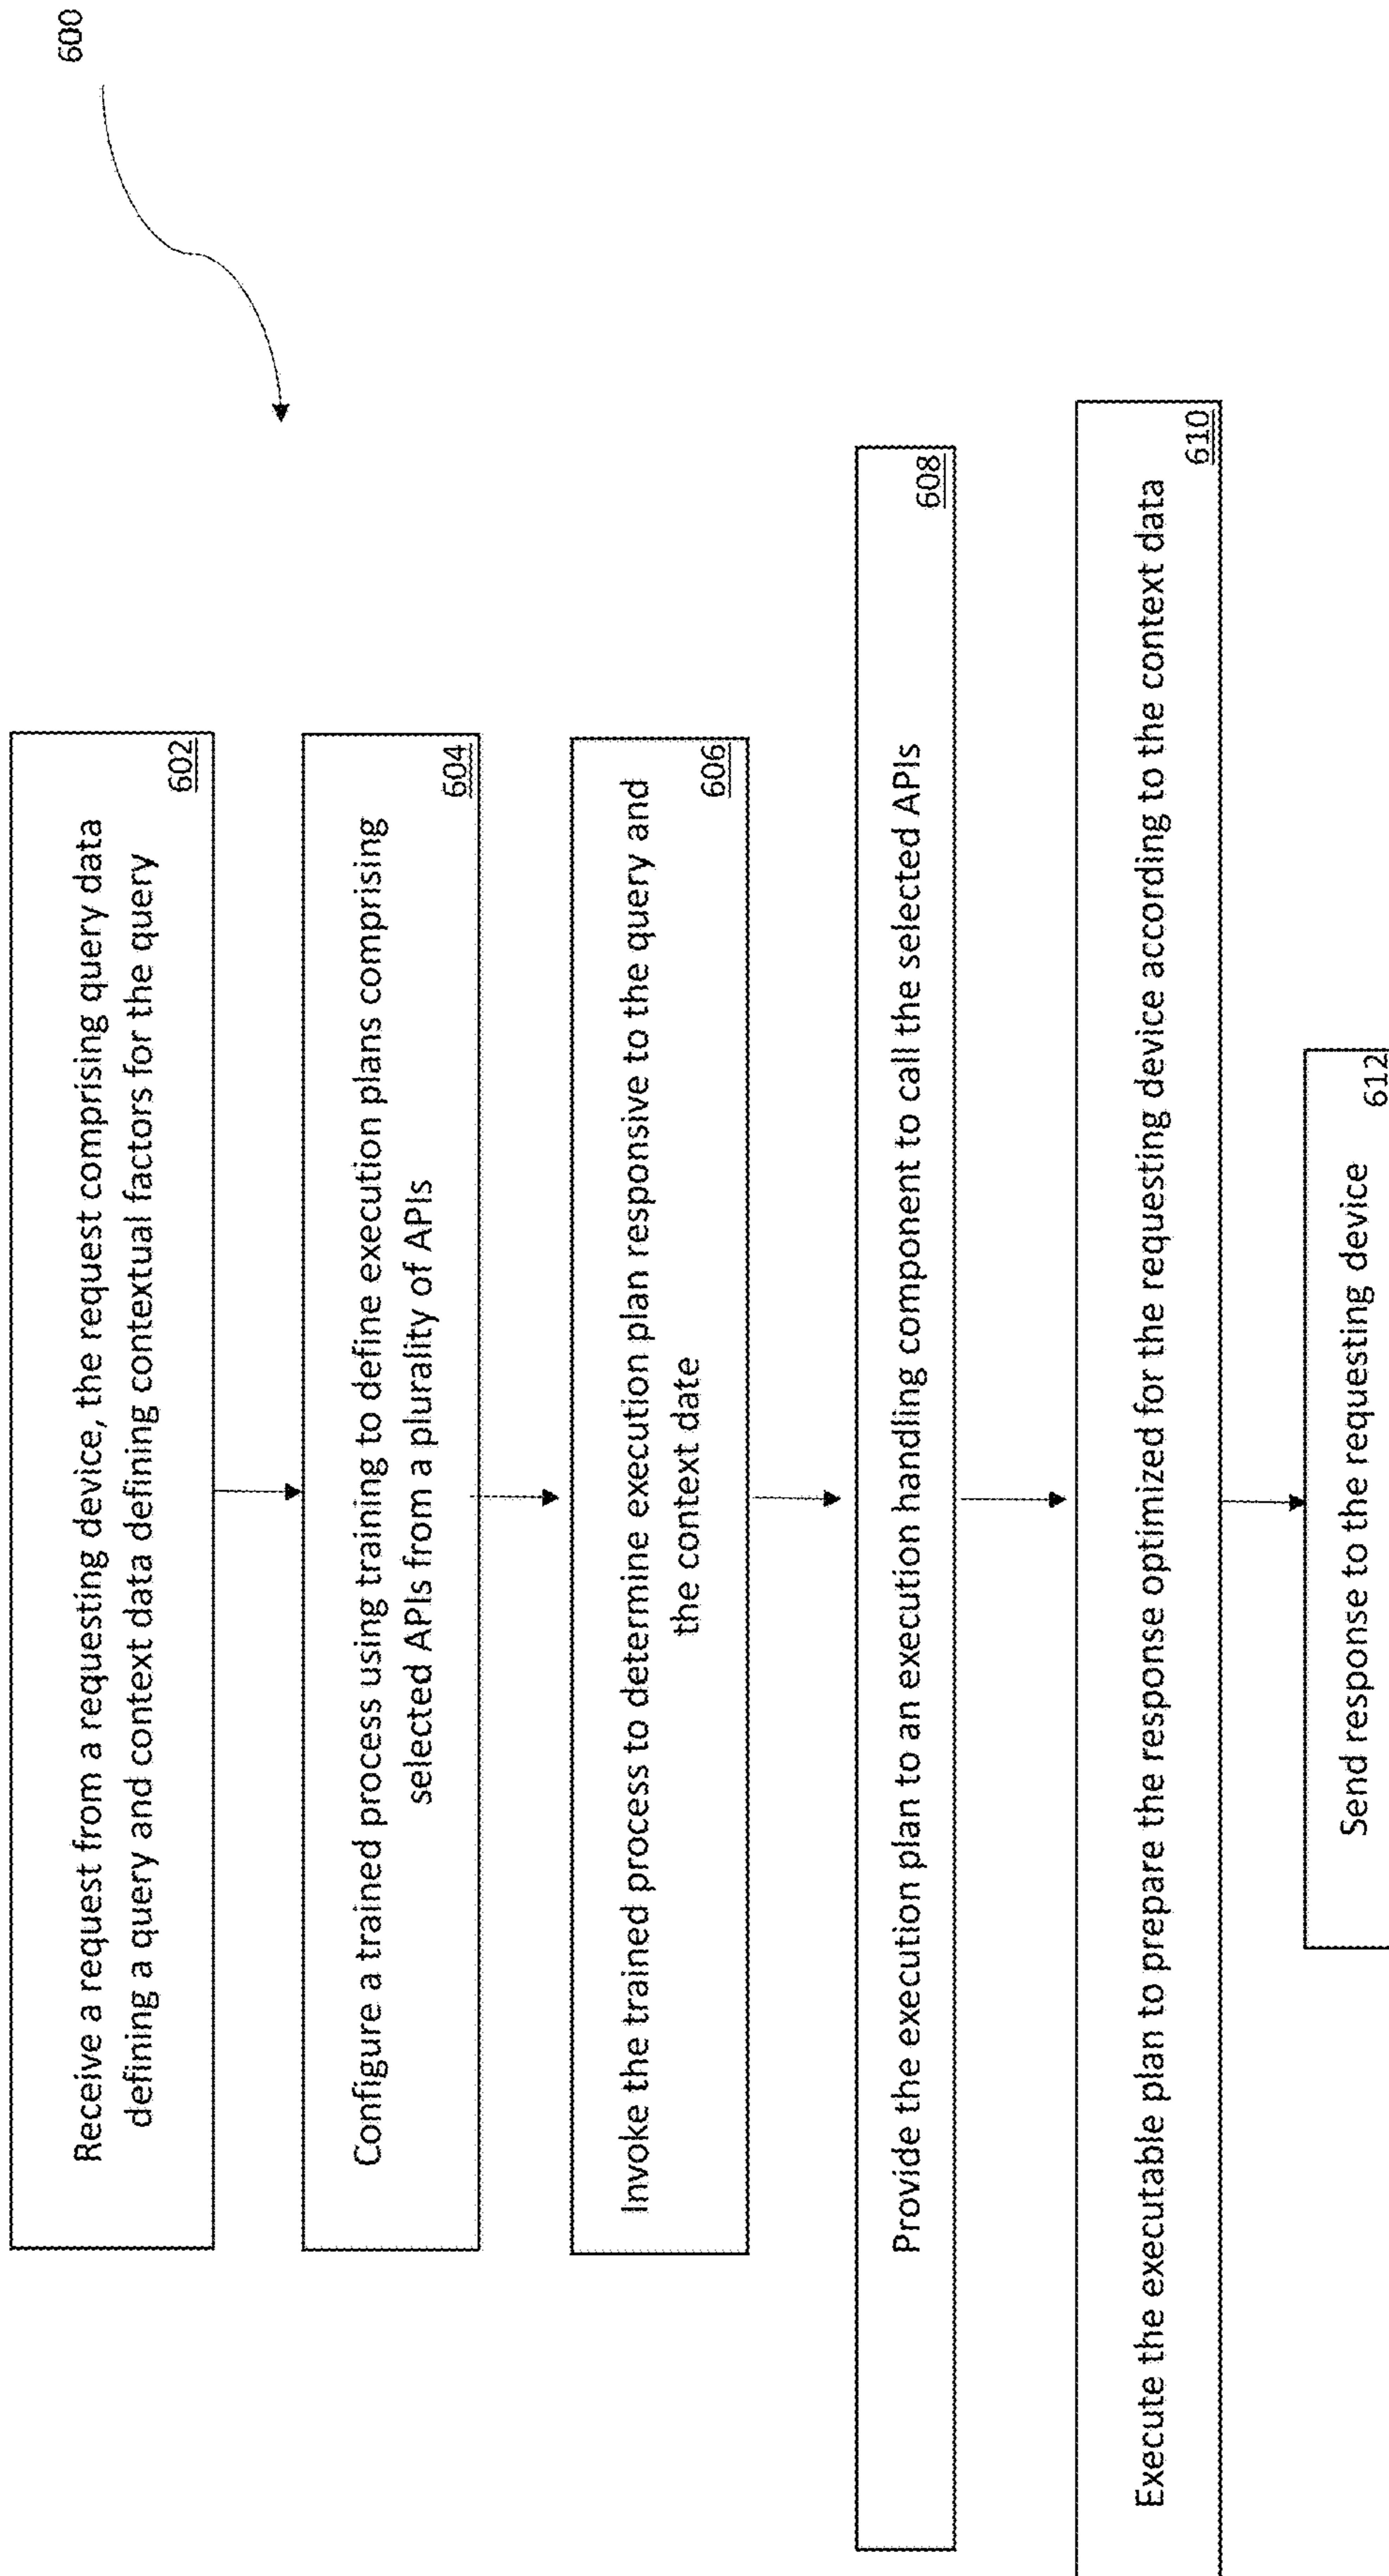 600
Receive a request from a requesting device, the request comprising query data
defining a query and context data defining contextual factors for the query
602
Configure a trained process using training to define execution plans comprising
selected APIs from a plurality of APIs
604
Invoke the trained process to determine execution plan responsive to the query and
the context date
606
Provide the execution plan to an execution handling component to call the selected APIs
608
Execute the executable plan to prepare the response optimized for the requesting device according to the context data
610
Send response to the requesting device
612